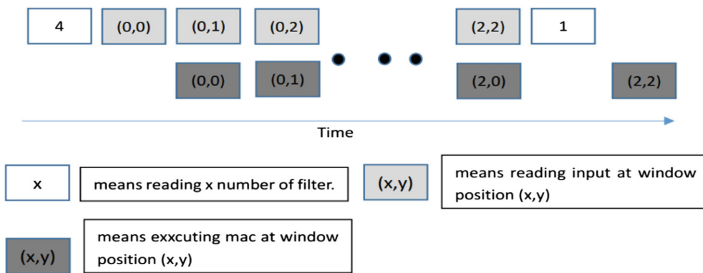 4 (0,0) (0,1) (0,2) (2,2) 1
(0,0) (0,1) (2,0) (2,2)
Time
x means reading x number of filter.
(x,y) means reading input at window
position (x,y)
(x,y) means exxcuting mac at window
position (x,y)